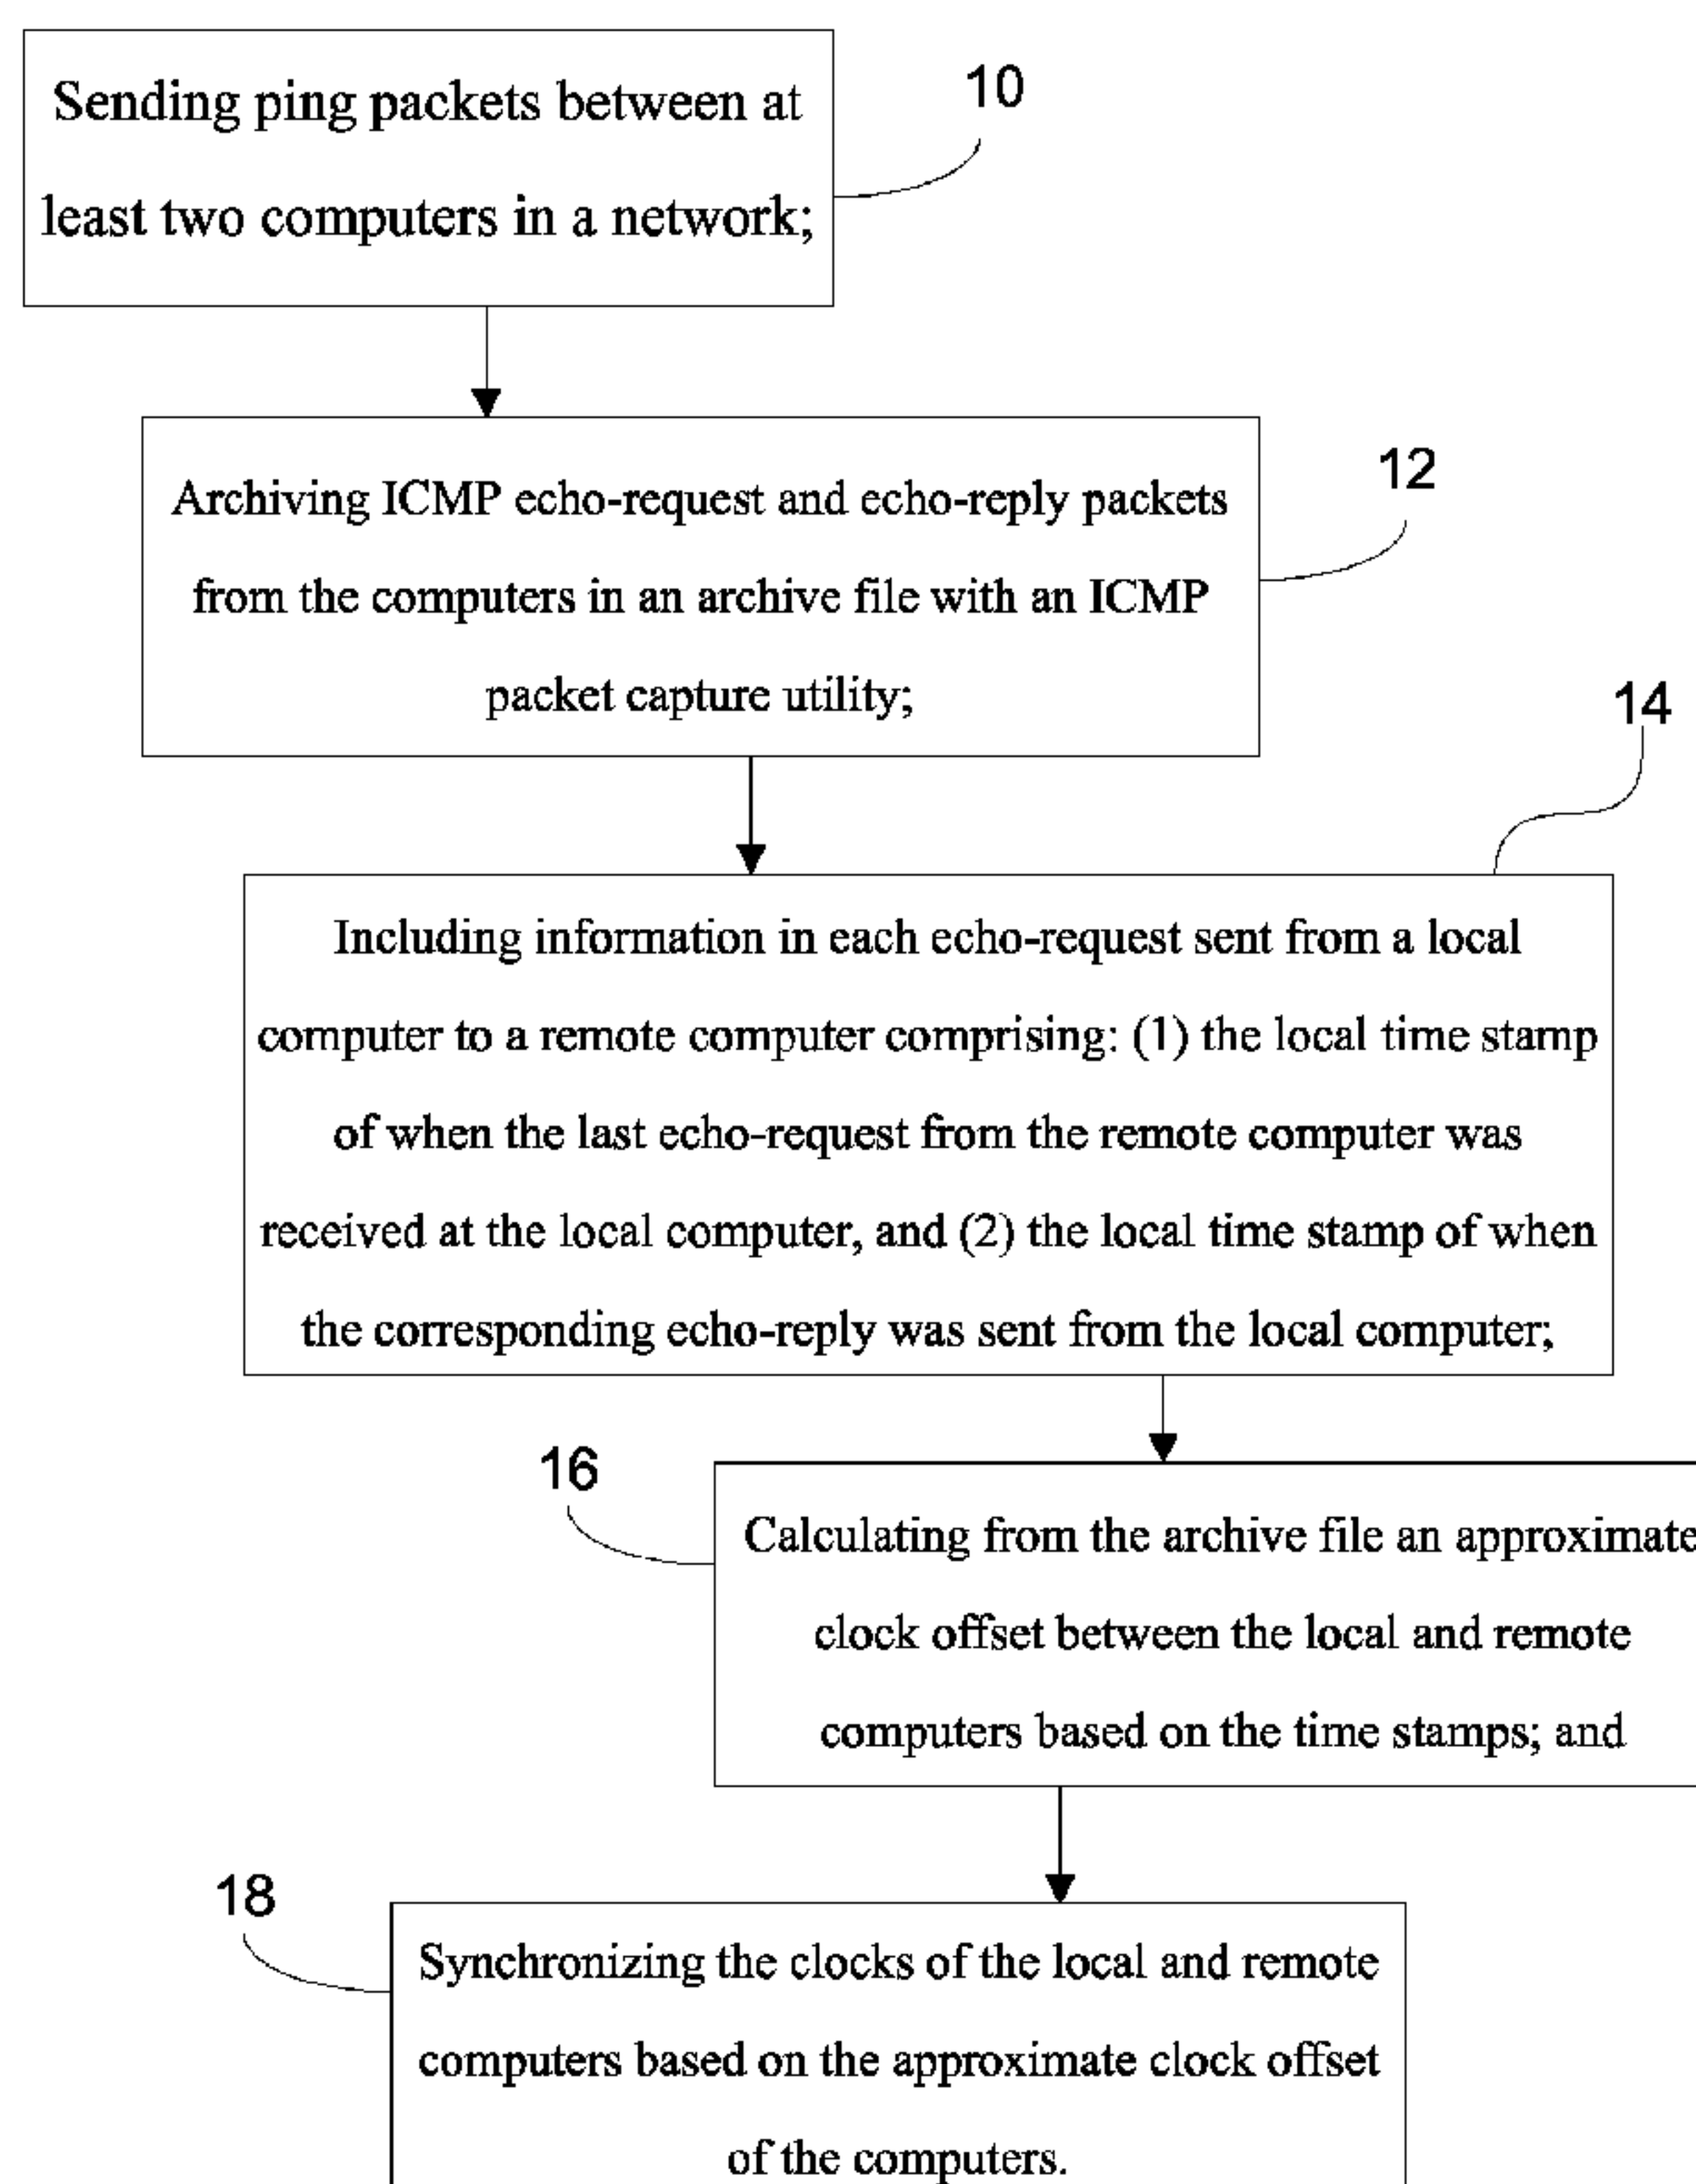 Sending ping packets between at
least two computers in a network;
10
Archiving ICMP echo-request and echo-reply packets
from the computers in an archive file with an ICMP
packet capture utility;
12
14
Including information in each echo-request sent from a local
computer to a remote computer comprising: (1) the local time stamp
of when the last echo-request from the remote computer was
received at the local computer, and (2) the local time stamp of when
the corresponding echo-reply was sent from the local computer;
16
Calculating from the archive file an approximate
clock offset between the local and remote
computers based on the time stamps; and
18
Synchronizing the clocks of the local and remote
computers based on the approximate clock offset
of the computers.